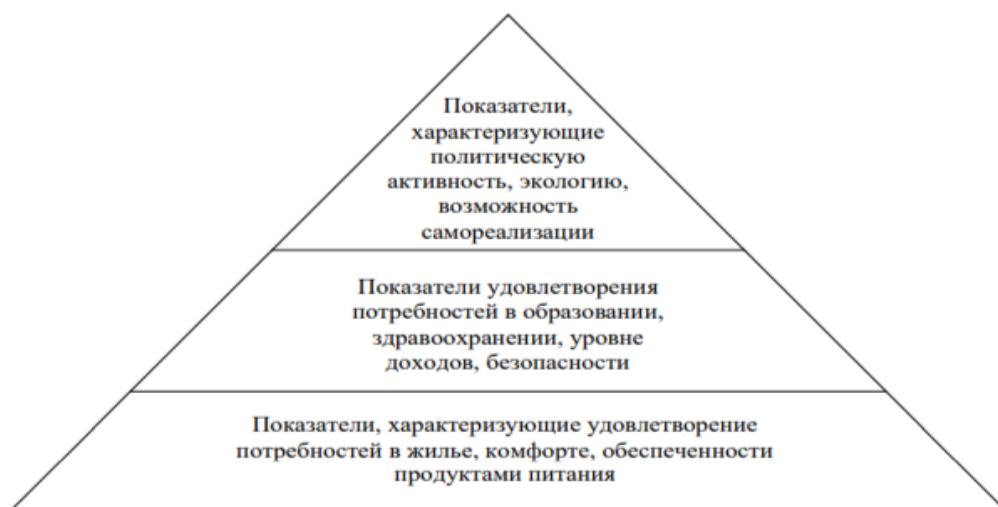 Показатели,
характеризующие
политическую
активность, экологию,
возможность
самореализации
Показатели удовлетворения
потребностей в образовании,
здравоохранении, уровне
доходов, безопасности
Показатели, характеризующие удовлетворение
потребностей в жилье, комфорте, обеспеченности
продуктами питания